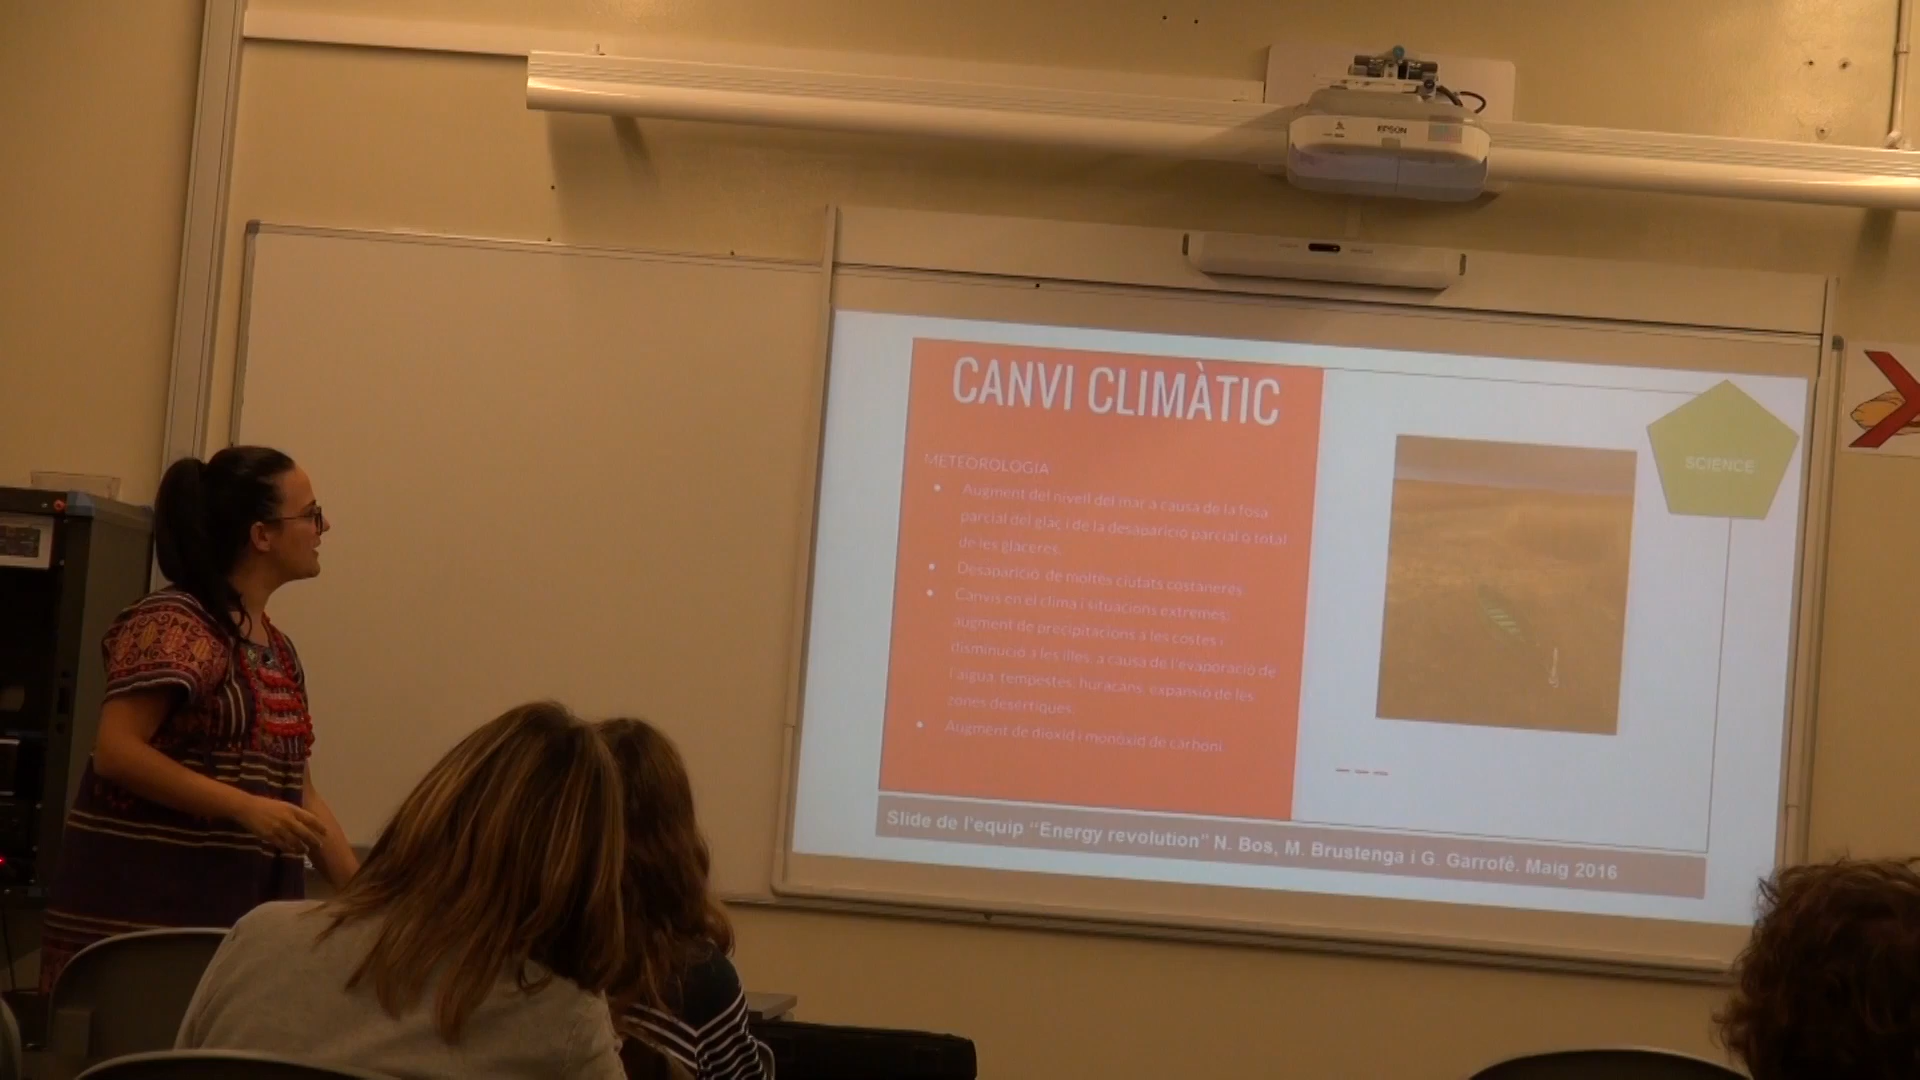 EPSON
CANVI CLIMÀTIC
METEOROLOGIA
Augment del nivell del mar a causa de la fosa
parcial del glaç i de la desaparició parcial o total
de les glaceres.
Desaparició de moltes ciutats costaneres.
Canvis en el clima i situacions extremes:
augment de precipitacions a les costes i
disminució a les illes, a causa de l'evaporació de
l'aigua, tempestes, huracans, expansió de les
zones desèrtiques.
Augment de diòxid i monòxid de carboni.
SCIENCE
Slide de l'equip "Energy revolution" N. Bos, M. Brustenga i G. Garrofé. Maig 2016